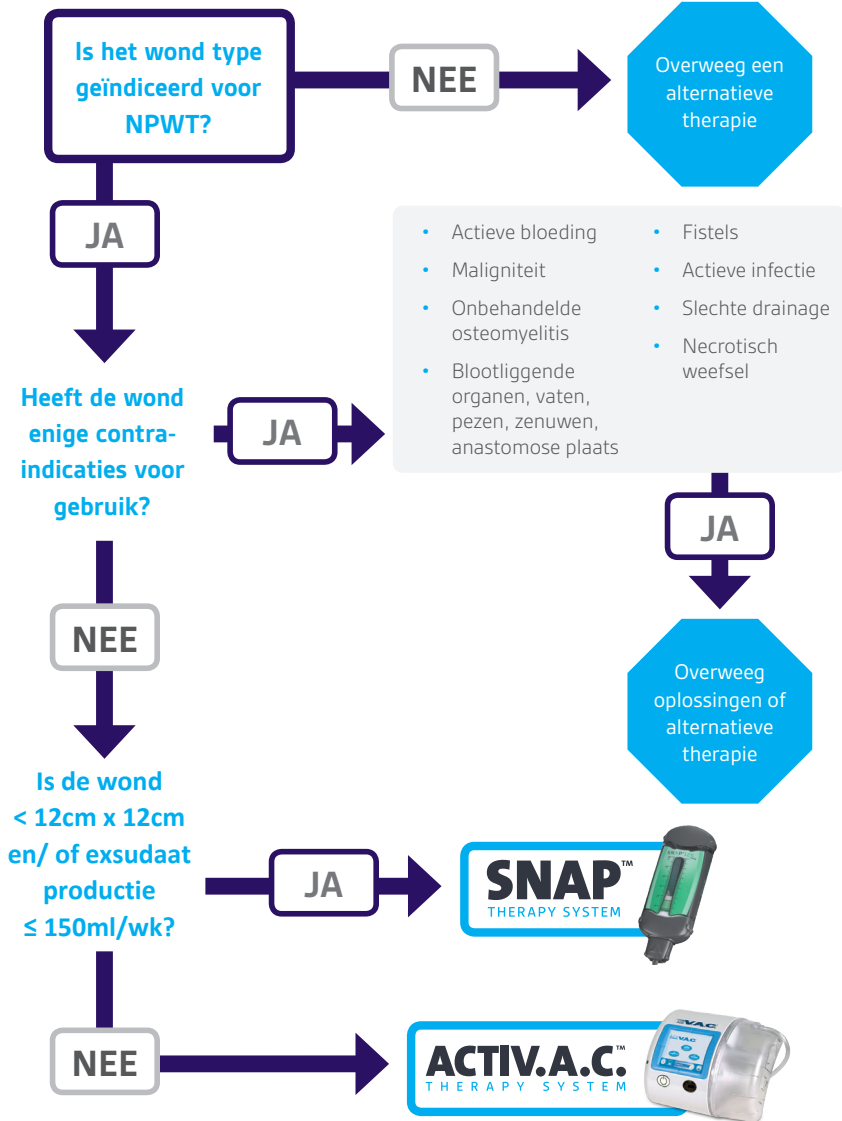 Is het wond type
geïndiceerd voor
NPWT?
NEE
Overweeg een
alternatieve
therapie
JA
• Actieve bloeding
• Maligniteit
• Onbehandelde
osteomyelitis
• Blootliggende
organen, vaten,
pezen, zenuwen,
anastomose plaats
• Fistels
• Actieve infectie
• Slechte drainage
• Necrotisch
weefsel
Heeft de wond
enige contra-
indicaties voor
gebruik?
JA
JA
Overweeg
oplossingen of
alternatieve
therapie
NEE
Is de wond
< 12cm x 12cm
en/ of exsudaat
productie
≤ 150ml/wk?
JA
SNAP™
THERAPY SYSTEM
NEE
ACTIV.A.C.™
THERAPY SYSTEM